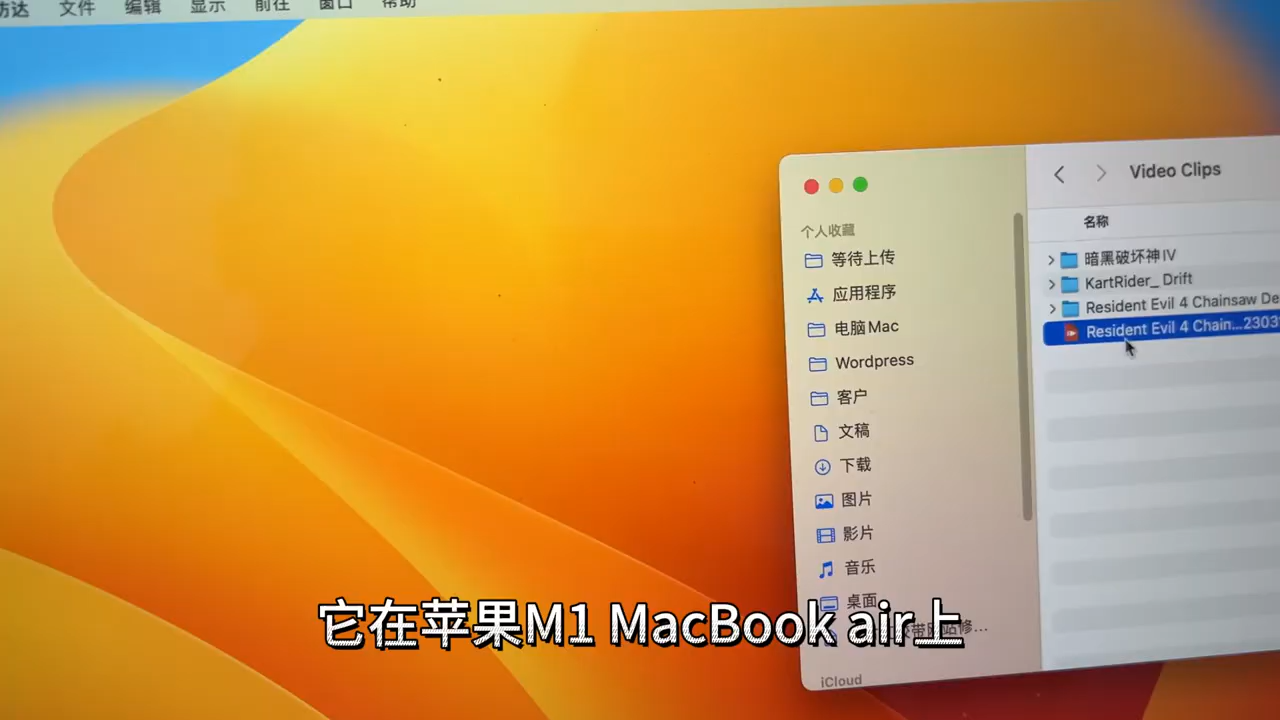 访达 文件 编辑 显示 前往 窗口 帮助
Video Clips
名称
个人收藏
等待上传
应用程序
电脑Mac
Wordpress
客户
文稿
下载
图片
影片
音乐
桌面
iCloud
暗黑破坏神IV
KartRider_ Drift
Resident Evil 4 Chainsaw De
Resident Evil 4 Chain...2303
它在苹果M1 MacBook air上